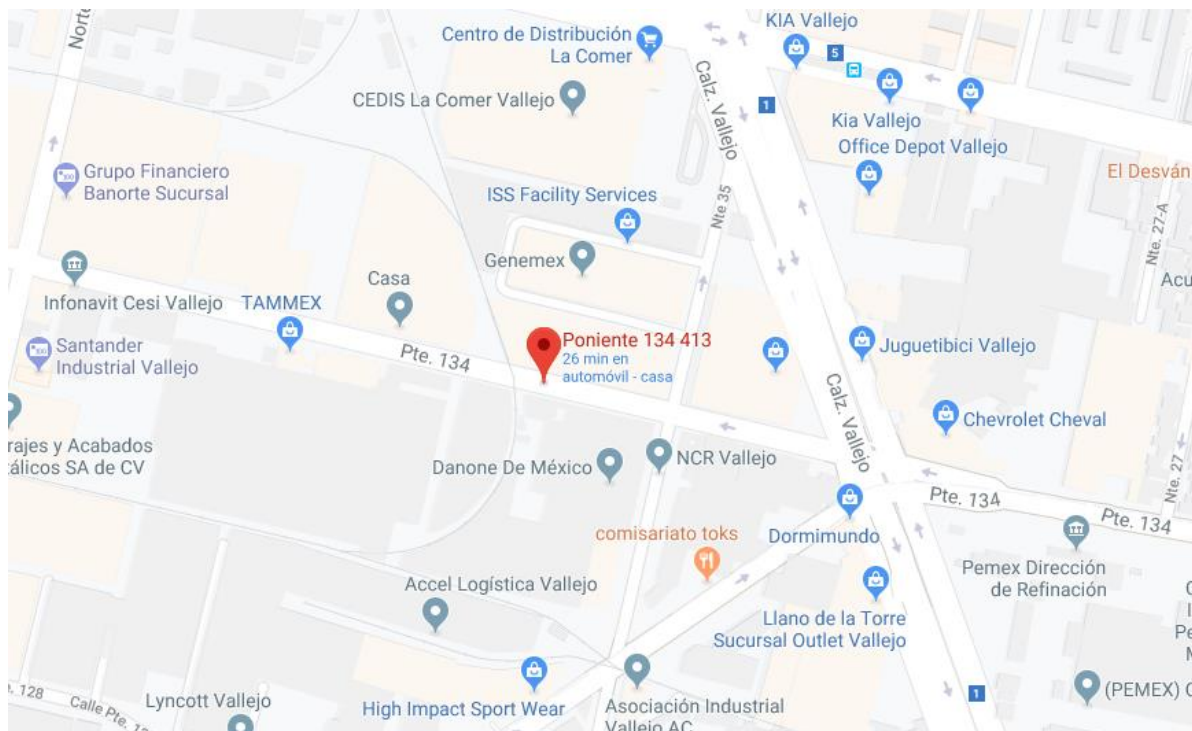 Norte
Centro de Distribución
La Comer
CEDIS La Comer Vallejo
KIA Vallejo
5
1
Calz. Vallejo
Kia Vallejo
Office Depot Vallejo
El Desván
Grupo Financiero
Banorte Sucursal
ISS Facility Services
Nte 35
Nte. 27-A
Genemex
Acu
Infonavit Cesi Vallejo
Casa
TAMMEX
Santander
Industrial Vallejo
Pte. 134
Poniente 134 413
26 min en
automóvil - casa
Juguetibici Vallejo
Calz. Vallejo
Chevrolet Cheval
rajes y Acabados
tálicos SA de CV
Danone De México
NCR Vallejo
Pte. 134
Pte. 134
Nte. 27
comisariato toks
Dormimundo
Pemex Dirección
de Refinación
Accel Logística Vallejo
Llano de la Torre
Sucursal Outlet Vallejo
128
Calle Pte.
Lyncott Vallejo
High Impact Sport Wear
Asociación Industrial
Vallejo AC
1
(PEMEX)